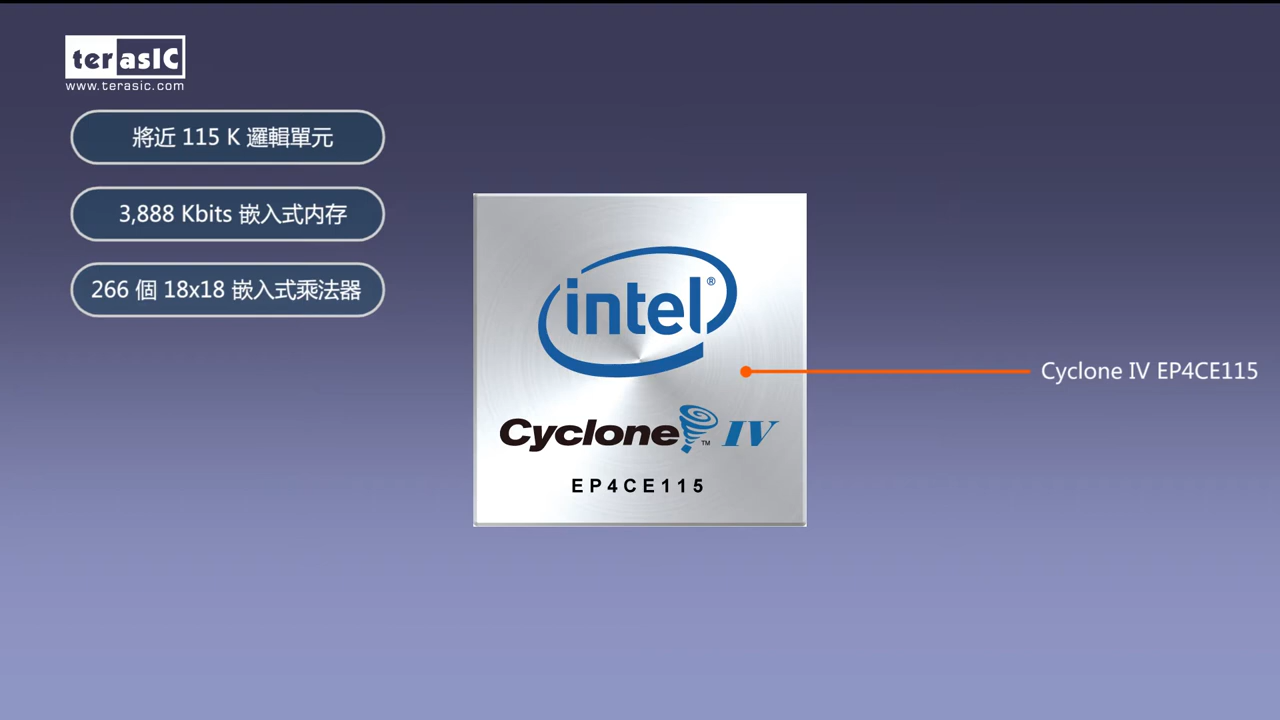 terasIC
www.terasic.com
將近 115 K 邏輯單元
3,888 Kbits 嵌入式内存
266 個 18x18 嵌入式乘法器
intel®
Cyclone™ IV
EP4CE115
Cyclone IV EP4CE115